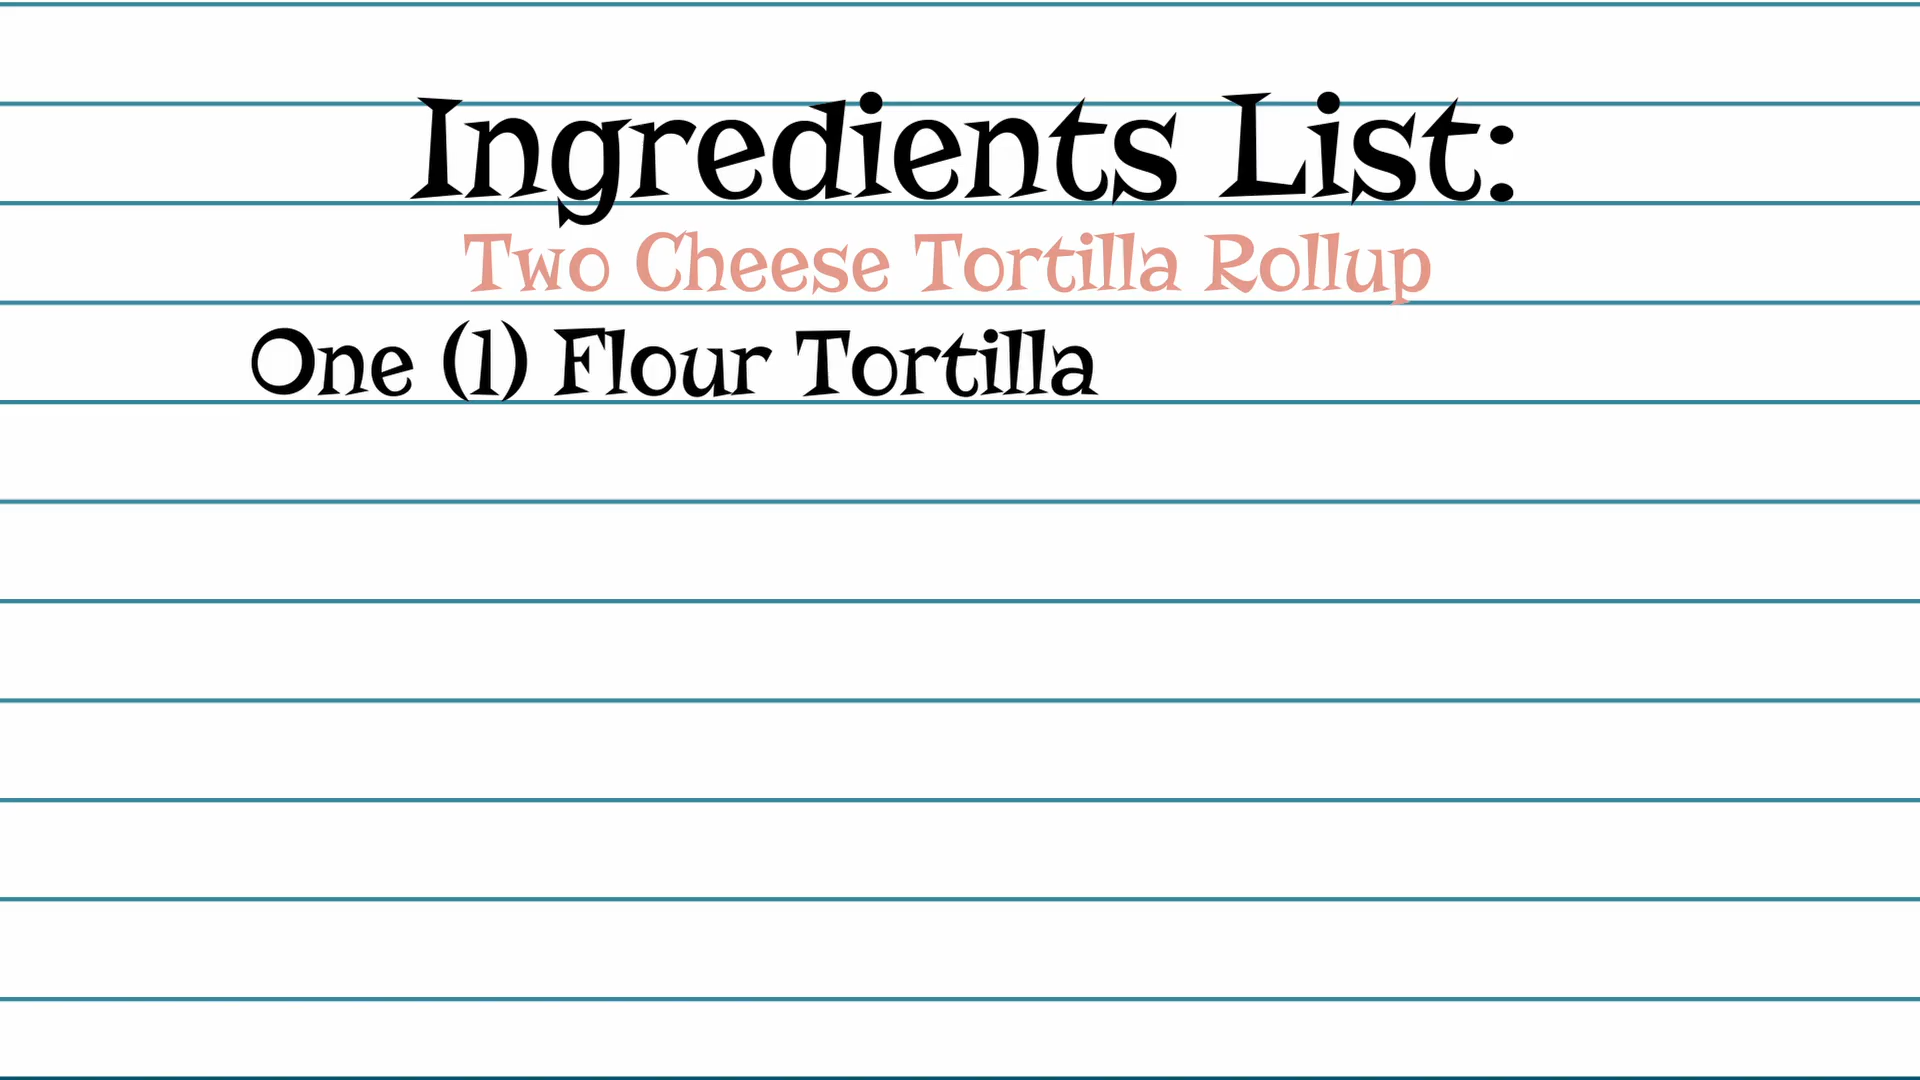 Ingredients List:
Two Cheese Tortilla Rollup
One (1) Flour Tortilla